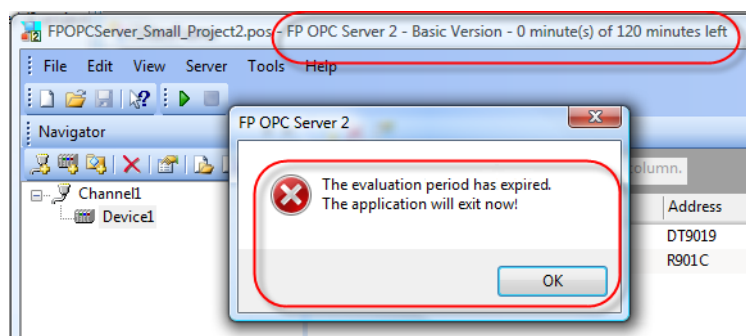 FPOPCServer_Small_Project2.pos - FP OPC Server 2 - Basic Version - 0 minute(s) of 120 minutes left
File Edit View Server Tools Help
Navigator
FP OPC Server 2
column.
The evaluation period has expired.
The application will exit now!
Channel1
Device1
Address
DT9019
R901C
OK